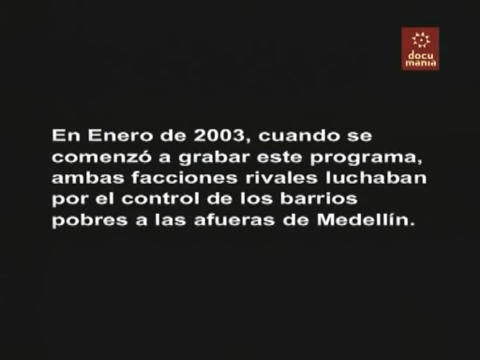 docu
manía
En Enero de 2003, cuando se
comenzó a grabar este programa,
ambas facciones rivales luchaban
por el control de los barrios
pobres a las afueras de Medellín.